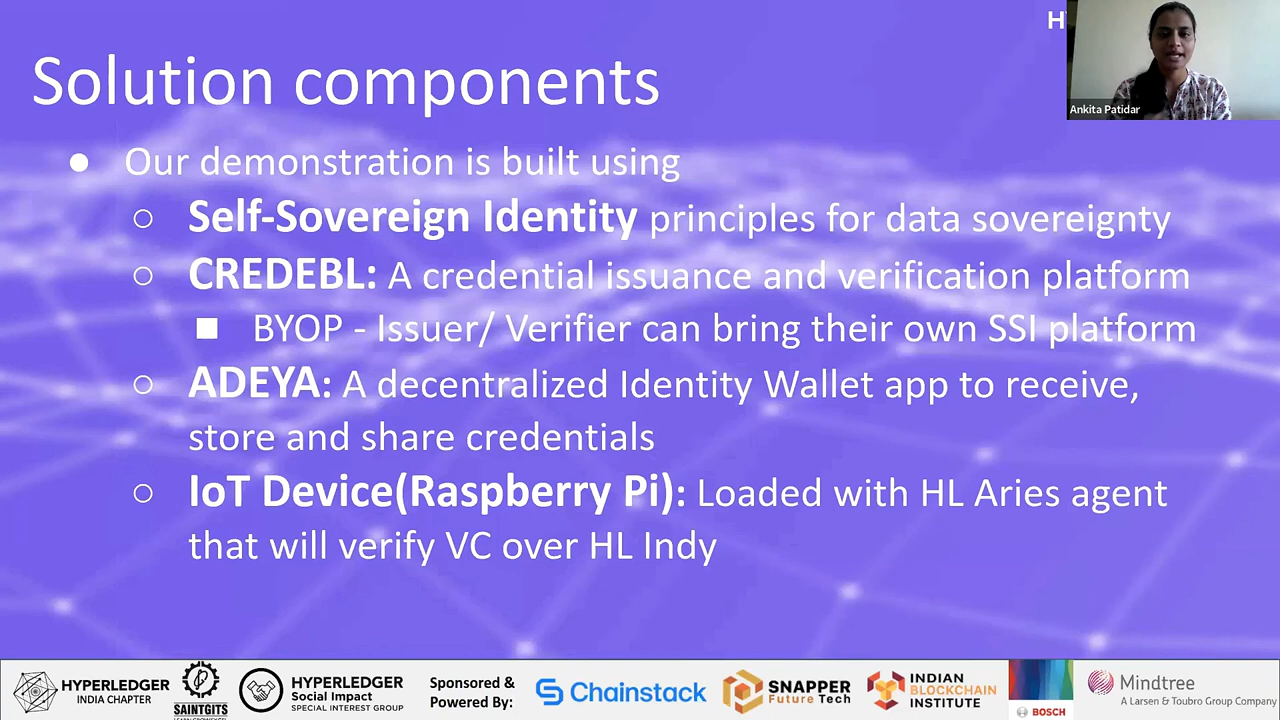 HY
Ankita Patidar
Solution components
● Our demonstration is built using
○ Self-Sovereign Identity principles for data sovereignty
○ CREDEBL: A credential issuance and verification platform
■ BYOP - Issuer/ Verifier can bring their own SSI platform
○ ADEYA: A decentralized Identity Wallet app to receive,
store and share credentials
○ IoT Device(Raspberry Pi): Loaded with HL Aries agent
that will verify VC over HL Indy
HYPERLEDGER
INDIA CHAPTER
SAINTGITS
LEARN.GROW.EXCEL
HYPERLEDGER
Social Impact
SPECIAL INTEREST GROUP
Sponsored &
Powered By:
Chainstack
SNAPPER
Future Tech
INDIAN
BLOCKCHAIN
INSTITUTE
BOSCH
Mindtree
A Larsen & Toubro Group Company